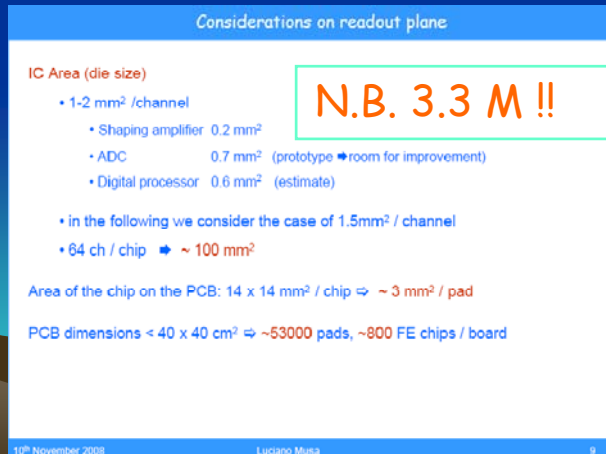 Considerations on readout plane
IC Area (die size)
N.B. 3.3 M !!
• 1-2 mm² /channel
• Shaping amplifier 0.2 mm²
• ADC 0.7 mm² (prototype ➨room for improvement)
• Digital processor 0.6 mm² (estimate)
• in the following we consider the case of 1.5mm² / channel
• 64 ch / chip ➨ ~ 100 mm²
Area of the chip on the PCB: 14 x 14 mm² / chip ⇨ ~ 3 mm² / pad
PCB dimensions < 40 x 40 cm² ⇨ ~53000 pads, ~800 FE chips / board
10th November 2008 Luciano Musa 9